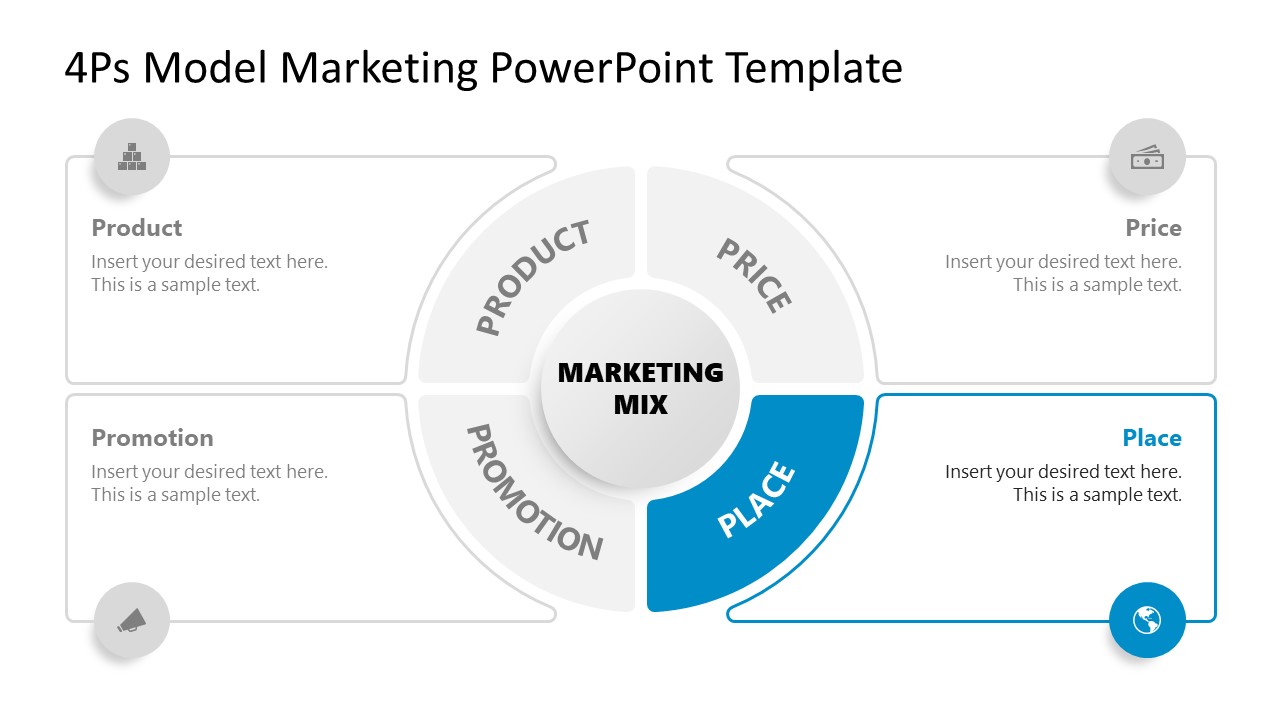 4Ps Model Marketing PowerPoint Template
Product
Insert your desired text here.
This is a sample text.
Price
Insert your desired text here.
This is a sample text.
PRODUCT
PRICE
MARKETING
MIX
PROMOTION
PLACE
Promotion
Insert your desired text here.
This is a sample text.
Place
Insert your desired text here.
This is a sample text.